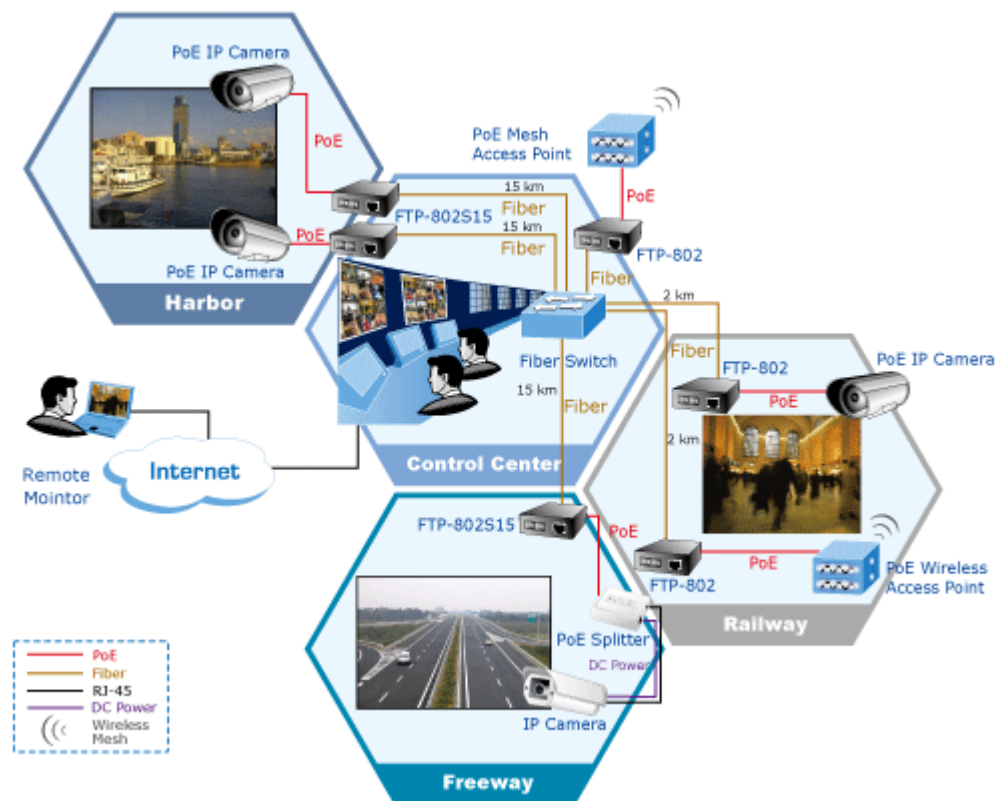 PoE IP Camera
PoE
PoE Mesh
Access Point
15 km
Fiber
PoE
FTP-802S15
15 km
Fiber
PoE
FTP-802
PoE IP Camera
Fiber
Harbor
2 km
Fiber Switch
Fiber
FTP-802
PoE IP Camera
15 km
Fiber
PoE
2 km
Remote
Mointor
Internet
Control Center
FTP-802S15
PoE
PoE
FTP-802
PoE Wireless
Access Point
Railway
PoE Splitter
DC Power
IP Camera
Freeway
PoE
Fiber
RJ-45
DC Power
Wireless
Mesh